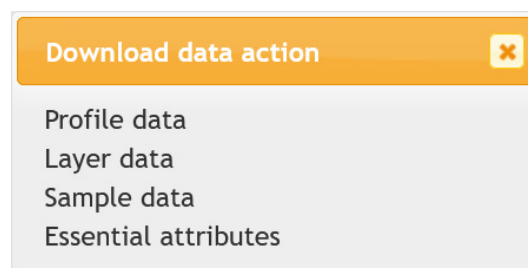 Download data action
Profile data
Layer data
Sample data
Essential attributes